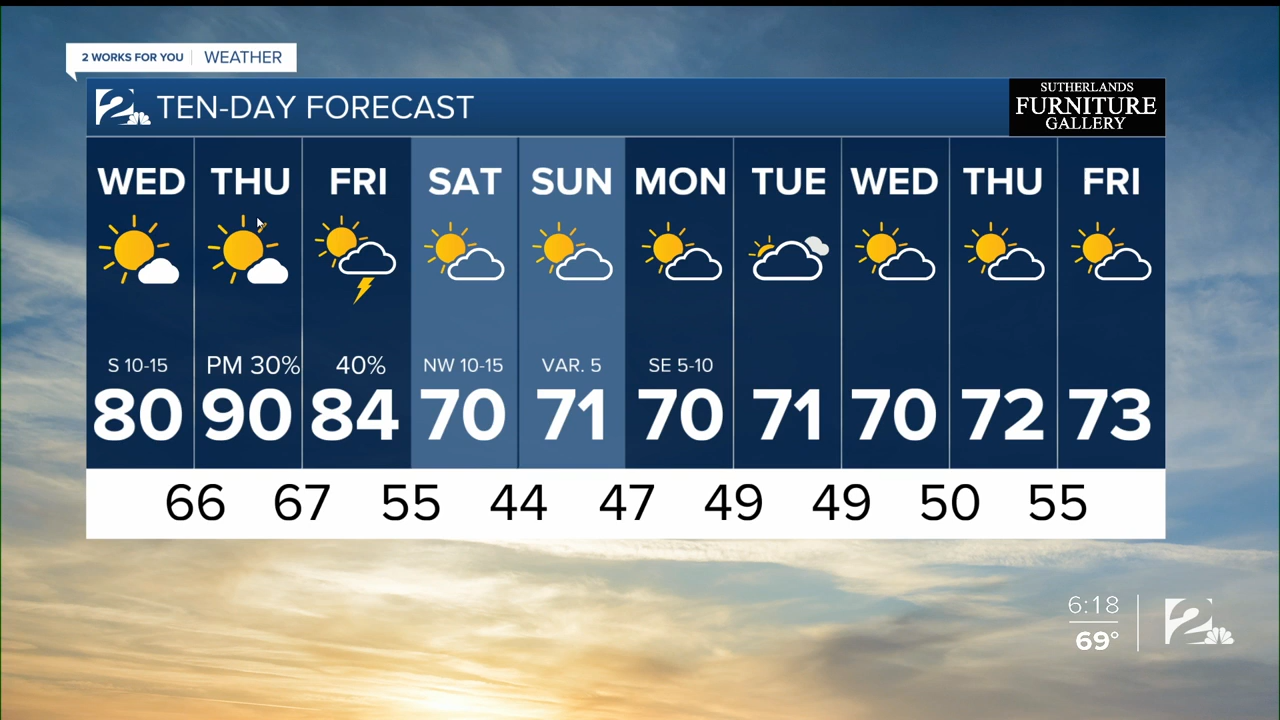 2 WORKS FOR YOU | WEATHER
2 TEN-DAY FORECAST
SUTHERLANDS
FURNITURE
GALLERY
WED THU FRI SAT SUN MON TUE WED THU FRI
S 10-15 PM 30% 40% NW 10-15 VAR. 5 SE 5-10
80 90 84 70 71 70 71 70 72 73
66 67 55 44 47 49 49 50 55
6:18
69°
2